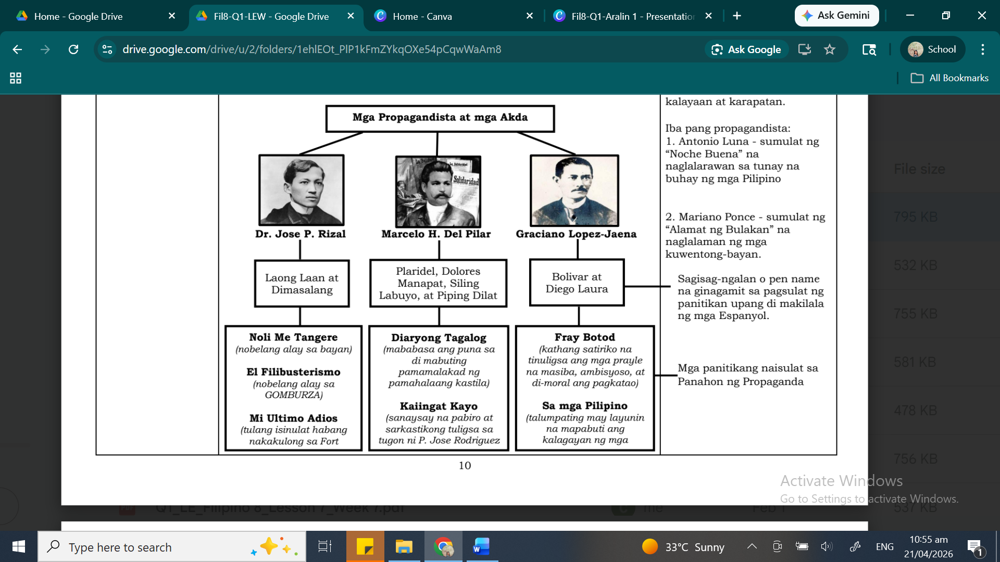 Home - Google Drive
Fil8-Q1-LEW - Google Drive
Home - Canva
Fil8-Q1-Aralin 1 - Presentation
Ask Gemini
drive.google.com/drive/u/2/folders/1ehlEOt_PlP1kFmZYkqOXe54pCqwWaAm8
Ask Google
School
All Bookmarks
Mga Propagandista at mga Akda
La Solidaridad
Solidaridad
Dr. Jose P. Rizal
Marcelo H. Del Pilar
Graciano Lopez-Jaena
Laong Laan at
Dimasalang
Plaridel, Dolores
Manapat, Siling
Labuyo, at Piping Dilat
Bolivar at
Diego Laura
Noli Me Tangere
(nobelang alay sa bayan)
El Filibusterismo
(nobelang alay sa
GOMBURZA)
Mi Ultimo Adios
(tulang isinulat habang
nakakulong sa Fort
Diaryong Tagalog
(mababasa ang puna sa
di mabuting
pamamalakad ng
pamahalaang kastila)
Kaiingat Kayo
(sanaysay na pabiro at
sarkastikong tuligsa sa
tugon ni P. Jose Rodriguez
Fray Botod
(kathang satiriko na
tinuligsa ang mga prayle
na masiba, ambisyoso, at
di-moral ang pagkatao)
Sa mga Pilipino
(talumpating may layunin
na mapabuti ang
kalagayan ng mga
kalayaan at karapatan.
Iba pang propagandista:
1. Antonio Luna - sumulat ng
“Noche Buena” na
naglalarawan sa tunay na
buhay ng mga Pilipino
2. Mariano Ponce - sumulat ng
“Alamat ng Bulakan” na
naglalaman ng mga
kuwentong-bayan.
Sagisag-ngalan o pen name
na ginagamit sa pagsulat ng
panitikan upang di makilala
ng mga Espanyol.
Mga panitikang naisulat sa
Panahon ng Propaganda
10
File size
795 KB
532 KB
755 KB
581 KB
478 KB
756 KB
537 KB
Q1_LE_Filipino 8_Lesson 7_Week 7.pdf
me
Feb 1
Activate Windows
Go to Settings to activate Windows.
Type here to search
33°C Sunny
ENG
10:55 am
21/04/2026
1